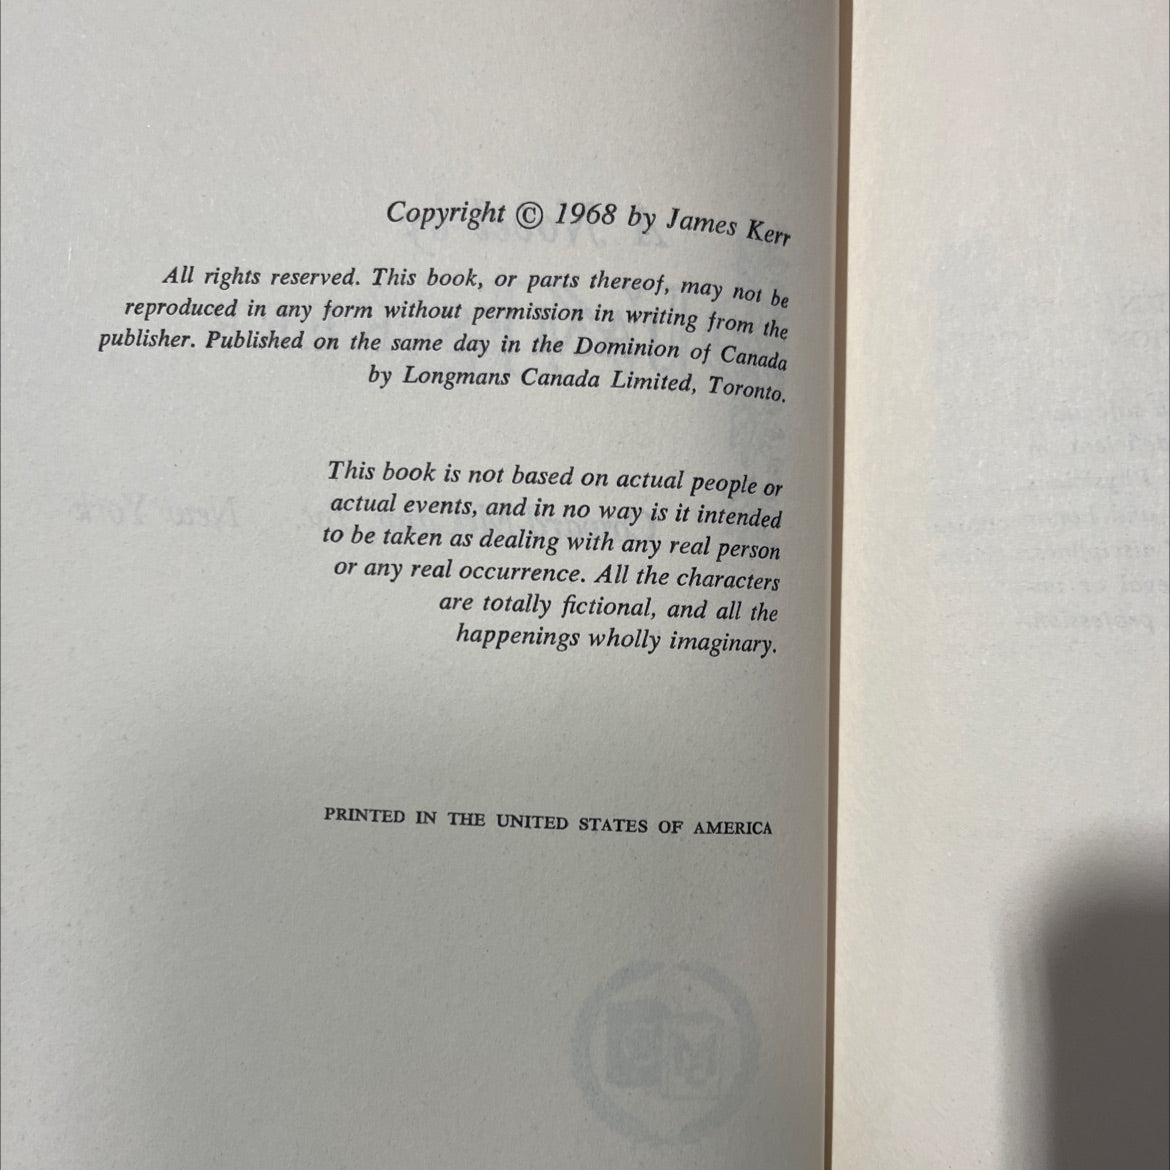 Copyright © 1968 by James Kerr
All rights reserved. This book, or parts thereof, may not be
reproduced in any form without permission in writing from the
publisher. Published on the same day in the Dominion of Canada
by Longmans Canada Limited, Toronto.
This book is not based on actual people or
actual events, and in no way is it intended
to be taken as dealing with any real person
or any real occurrence. All the characters
are totally fictional, and all the
happenings wholly imaginary.
PRINTED IN THE UNITED STATES OF AMERICA
New York